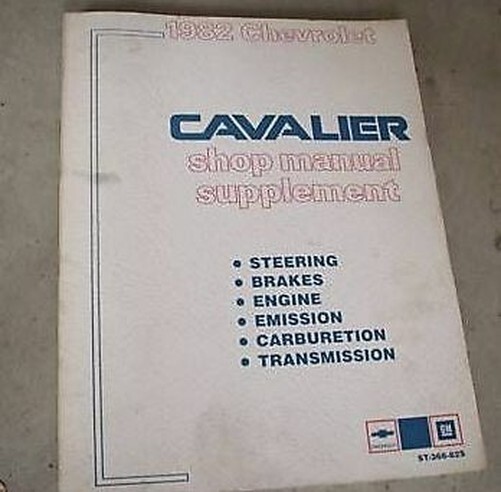 1982 Chevrolet
CAVALIER
shop manual
supplement
• STEERING
• BRAKES
• ENGINE
• EMISSION
• CARBURETION
• TRANSMISSION
GM
ST-366-82S